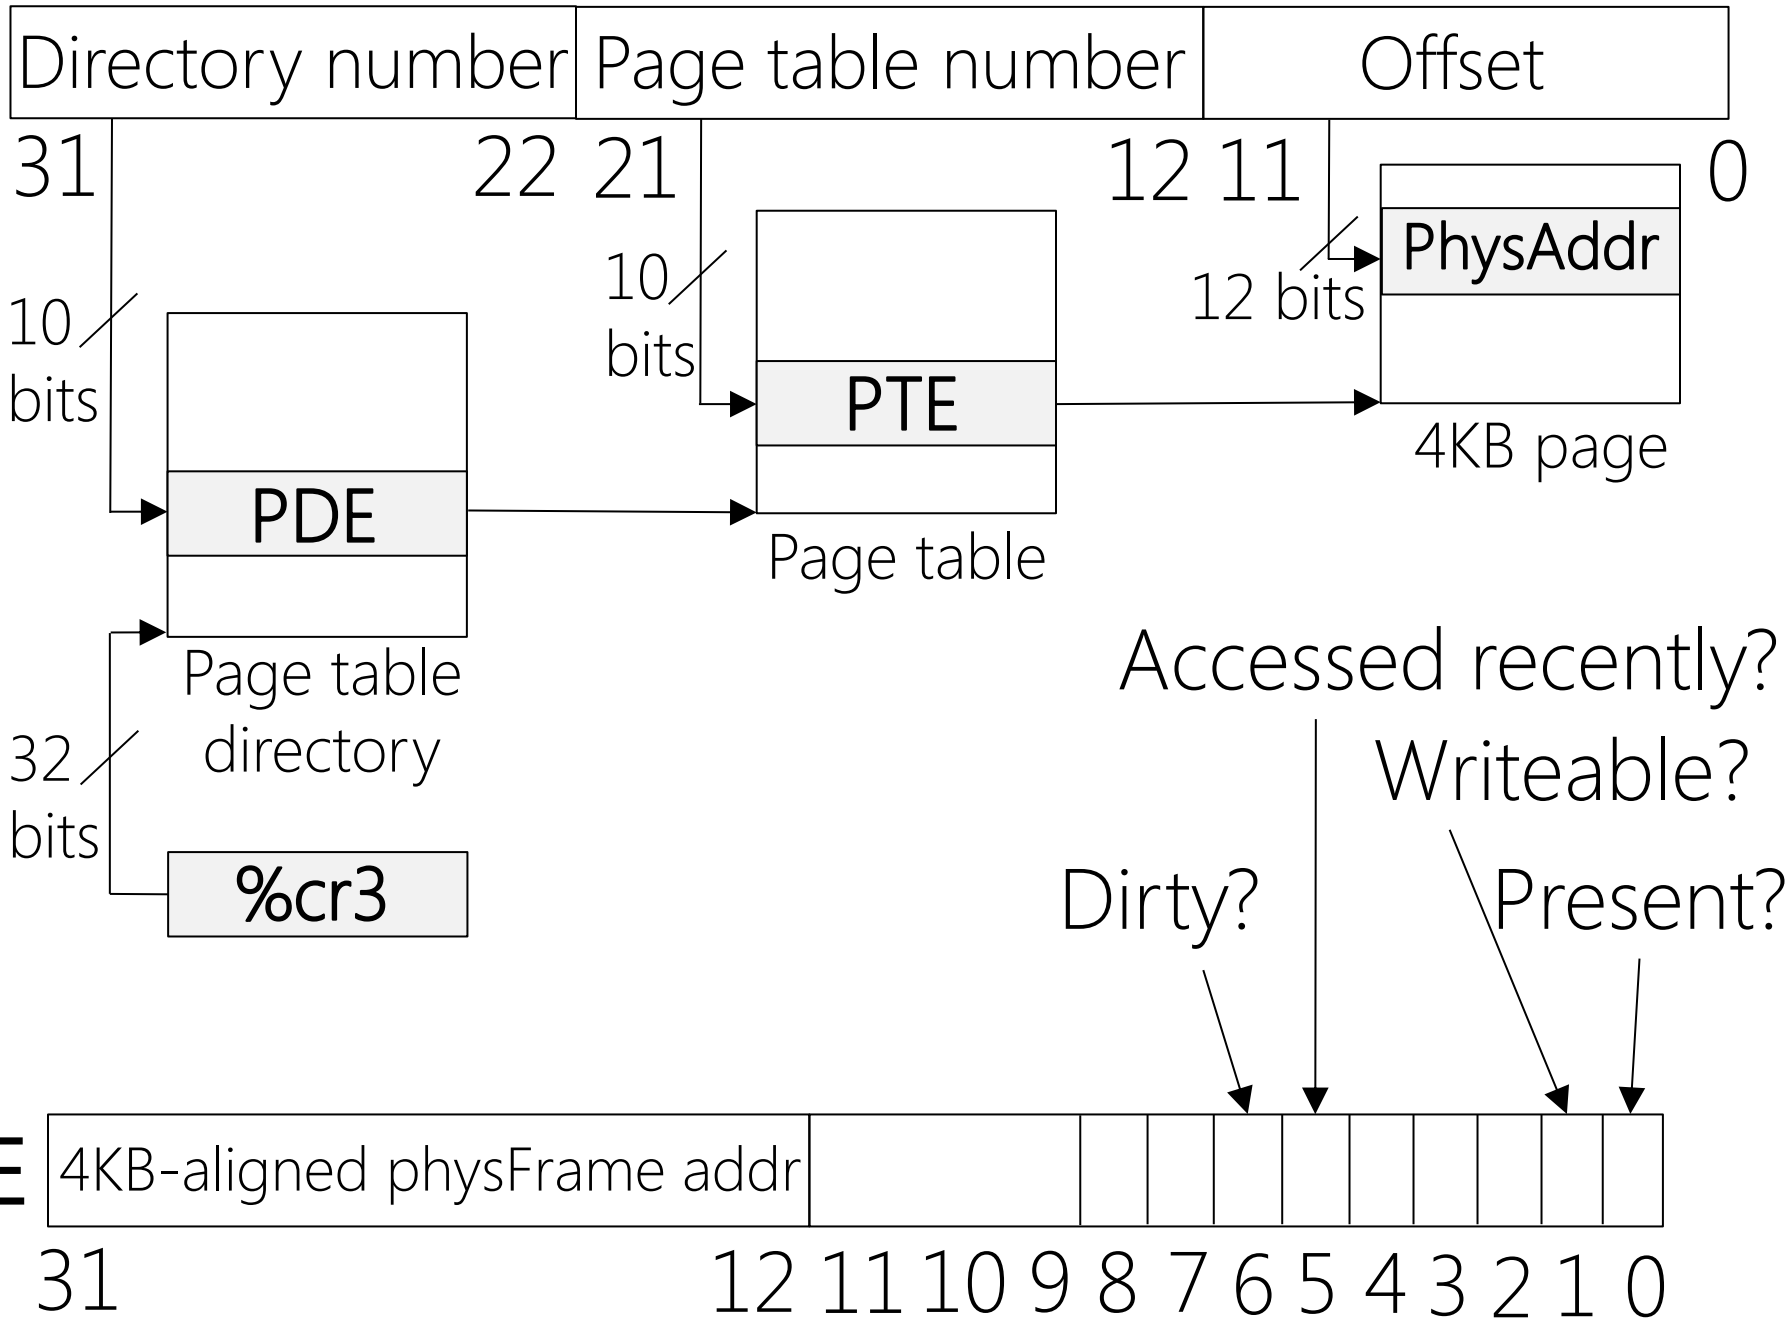 Directory number Page table number Offset
31 22 21 12 11 0
10
bits
10
bits
12 bits
PhysAddr
PTE
4KB page
PDE
Page table
Page table
directory
32
bits
%cr3
Accessed recently?
Writeable?
Dirty? Present?
4KB-aligned physFrame addr
31 12 11 10 9 8 7 6 5 4 3 2 1 0